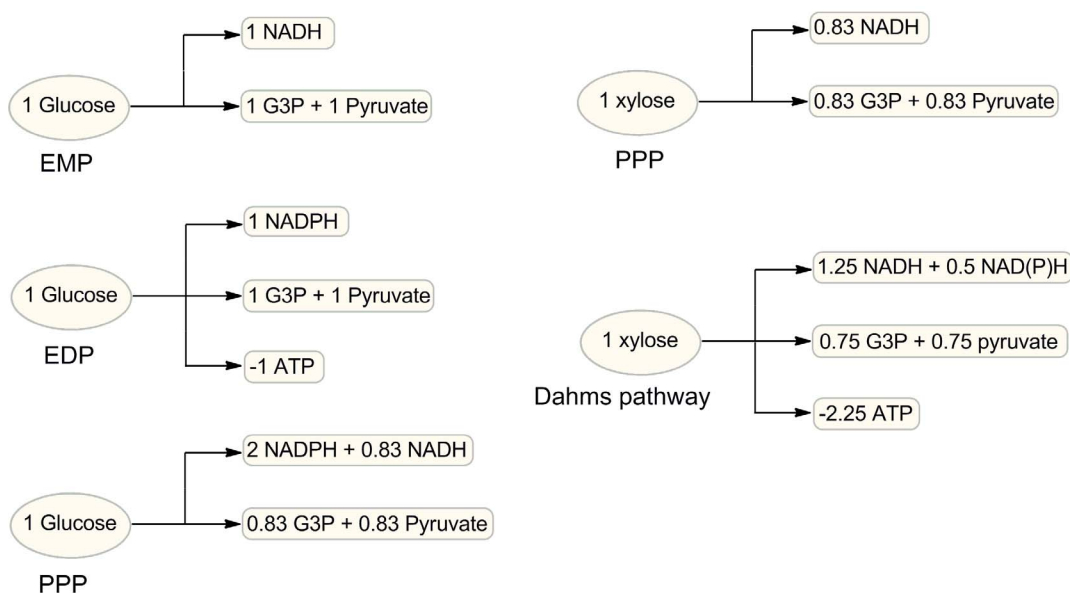 1 Glucose
1 NADH
1 G3P + 1 Pyruvate
EMP
1 Glucose
1 NADPH
1 G3P + 1 Pyruvate
-1 ATP
EDP
1 Glucose
2 NADPH + 0.83 NADH
0.83 G3P + 0.83 Pyruvate
PPP
1 xylose
0.83 NADH
0.83 G3P + 0.83 Pyruvate
PPP
1 xylose
1.25 NADH + 0.5 NAD(P)H
0.75 G3P + 0.75 pyruvate
-2.25 ATP
Dahms pathway